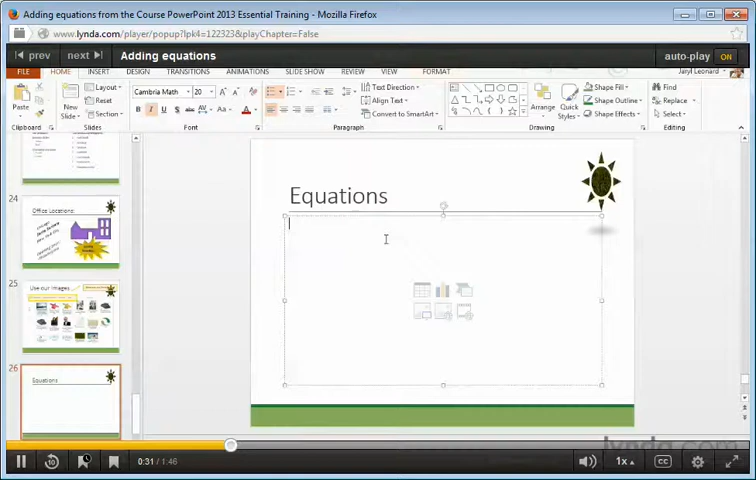 Adding equations from the Course PowerPoint 2013 Essential Training - Mozilla Firefox
www.lynda.com/player/popup?lpk4=122323&playChapter=False
prev next Adding equations auto-play ON
FILE HOME INSERT DESIGN TRANSITIONS ANIMATIONS SLIDE SHOW REVIEW VIEW FORMAT Jaryl Leonard
Paste New Slide Layout Reset Section
Cambria Math 20
B I U S abc AV Aa A
Text Direction Align Text Convert to SmartArt
Arrange Quick Styles Shape Fill Shape Outline Shape Effects
Find Replace Select
Clipboard Slides Font Paragraph Drawing Editing
24
Office Locations
25
Use our Images
26
Equations
Equations
lynda.com
0:31 / 1:46 10 1x CC